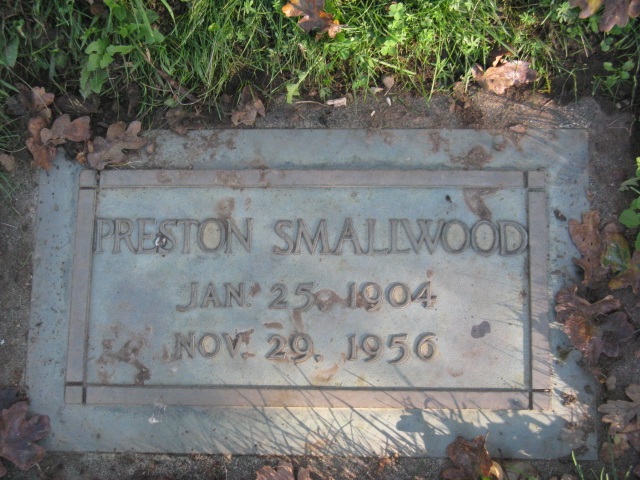 PRESTON SMALLWOOD
JAN. 25. 1904
NOV. 29. 1956